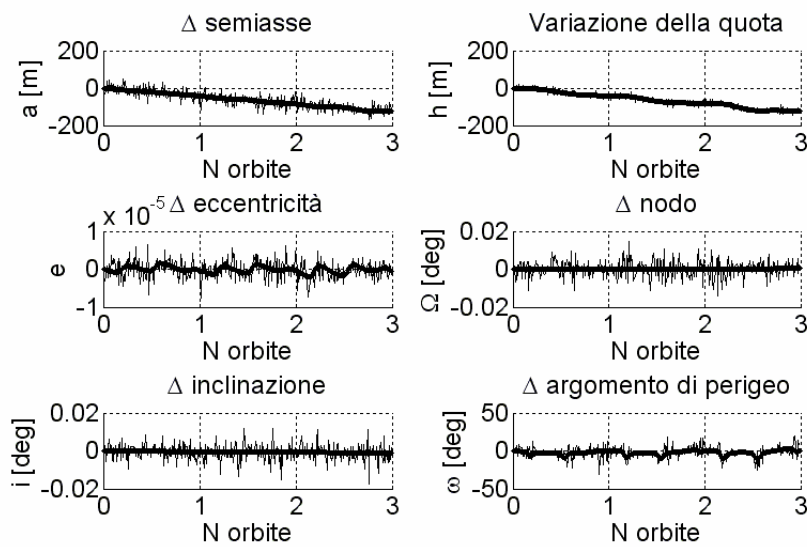 Δ semiasse
200
0
-200
a [m]
0 1 2 3
N orbite
Variazione della quota
200
0
-200
h [m]
0 1 2 3
N orbite
x 10-5 Δ eccentricità
1
0
-1
e
0 1 2 3
N orbite
Δ nodo
0.02
0
-0.02
Ω [deg]
0 1 2 3
N orbite
Δ inclinazione
0.02
0
-0.02
i [deg]
0 1 2 3
N orbite
Δ argomento di perigeo
50
0
-50
ω [deg]
0 1 2 3
N orbite